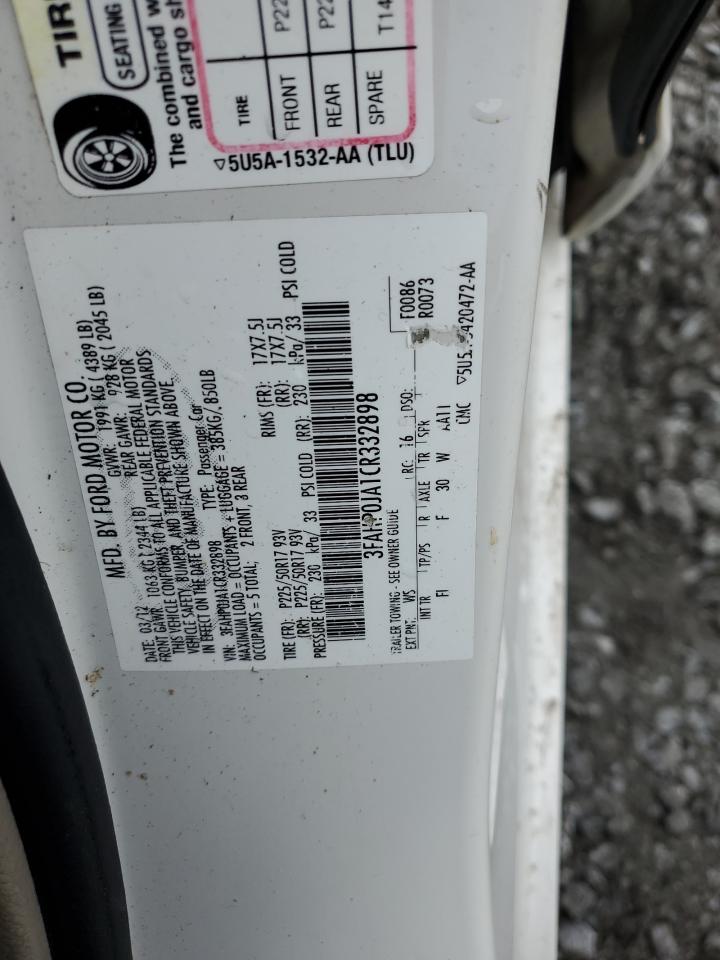 TIR
SEATING
The combined w
and cargo sh
TIRE
FRONT P22
REAR P22
SPARE T14
▽5U5A-1532-AA (TLU)
MFD. BY FORD MOTOR CO.
DATE: 03/12 GVWR: 1991 KG ( 4389 LB)
FRONT GAWR: 1063 KG ( 2344 LB) REAR GAWR: 928 KG ( 2045 LB)
THIS VEHICLE CONFORMS TO ALL APPLICABLE FEDERAL MOTOR
VEHICLE SAFETY, BUMPER, AND THEFT PREVENTION STANDARDS
IN EFFECT ON THE DATE OF MANUFACTURE SHOWN ABOVE.
VIN: 3FAHP0JA1CR332898 TYPE: Passenger Car
MAXIMUM LOAD = OCCUPANTS + LUGGAGE = 385KG/ 850LB
OCCUPANTS = 5 TOTAL; 2 FRONT, 3 REAR
TIRE (FR): P225/50R17 93V RIMS (FR): 17X7.5J
(RR): P225/50R17 93V (RR): 17X7.5J
PRESSURE (FR): 230 kPa/ 33 PSI COLD (RR): 230 kPa/ 33 PSI COLD
3FAHP0JA1CR332898
TRAILER TOWING - SEE OWNER GUIDE F0086
EXT PNT: RC: 16 DSO: R0073
WS
INT TR TP/PS R AXLE TR SPR
FI F 30 W AA11
UMC ▽5U5 420472-AA